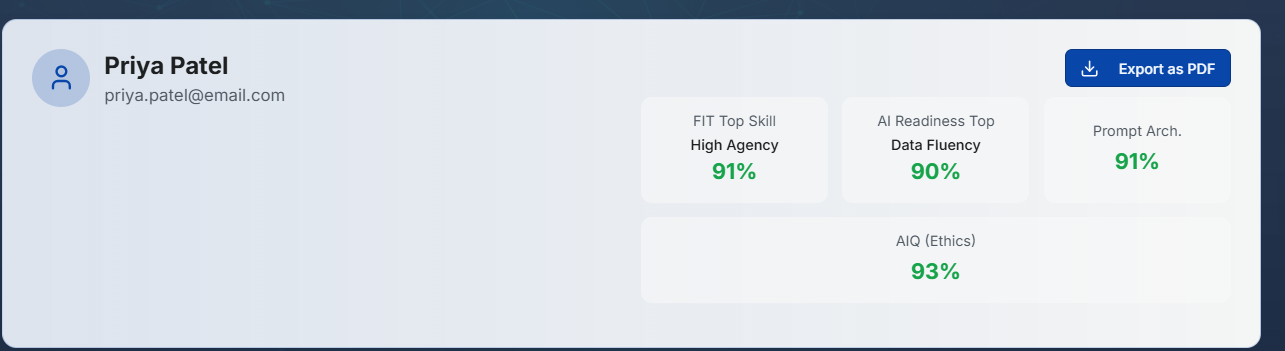 Priya Patel
priya.patel@email.com
Export as PDF
FIT Top Skill
High Agency
91%
AI Readiness Top
Data Fluency
90%
Prompt Arch.
91%
AIQ (Ethics)
93%